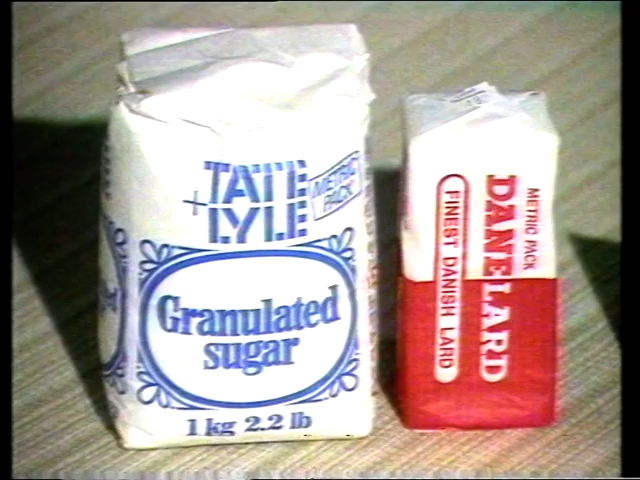 TATE
+ LYLE
METRIC
PACK
Granulated
sugar
1 kg 2.2 lb
METRIC PACK
DANELARD
FINEST DANISH LARD